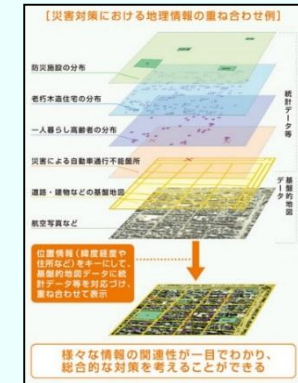 [災害対策における地理情報の重ね合わせ例]
防災施設の分布
老朽木造住宅の分布
一人暮らし高齢者の分布
災害による自動車通行不能箇所
道路・建物などの基盤地図
航空写真など
統計データ等
基盤的地図データ
位置情報(緯度経度や
住所など)をキーにして、
基盤的地図データに統
計データ等を対応づけ、
重ね合わせて表示
様々な情報の関連性が一目でわかり、
総合的な対策を考えることができる